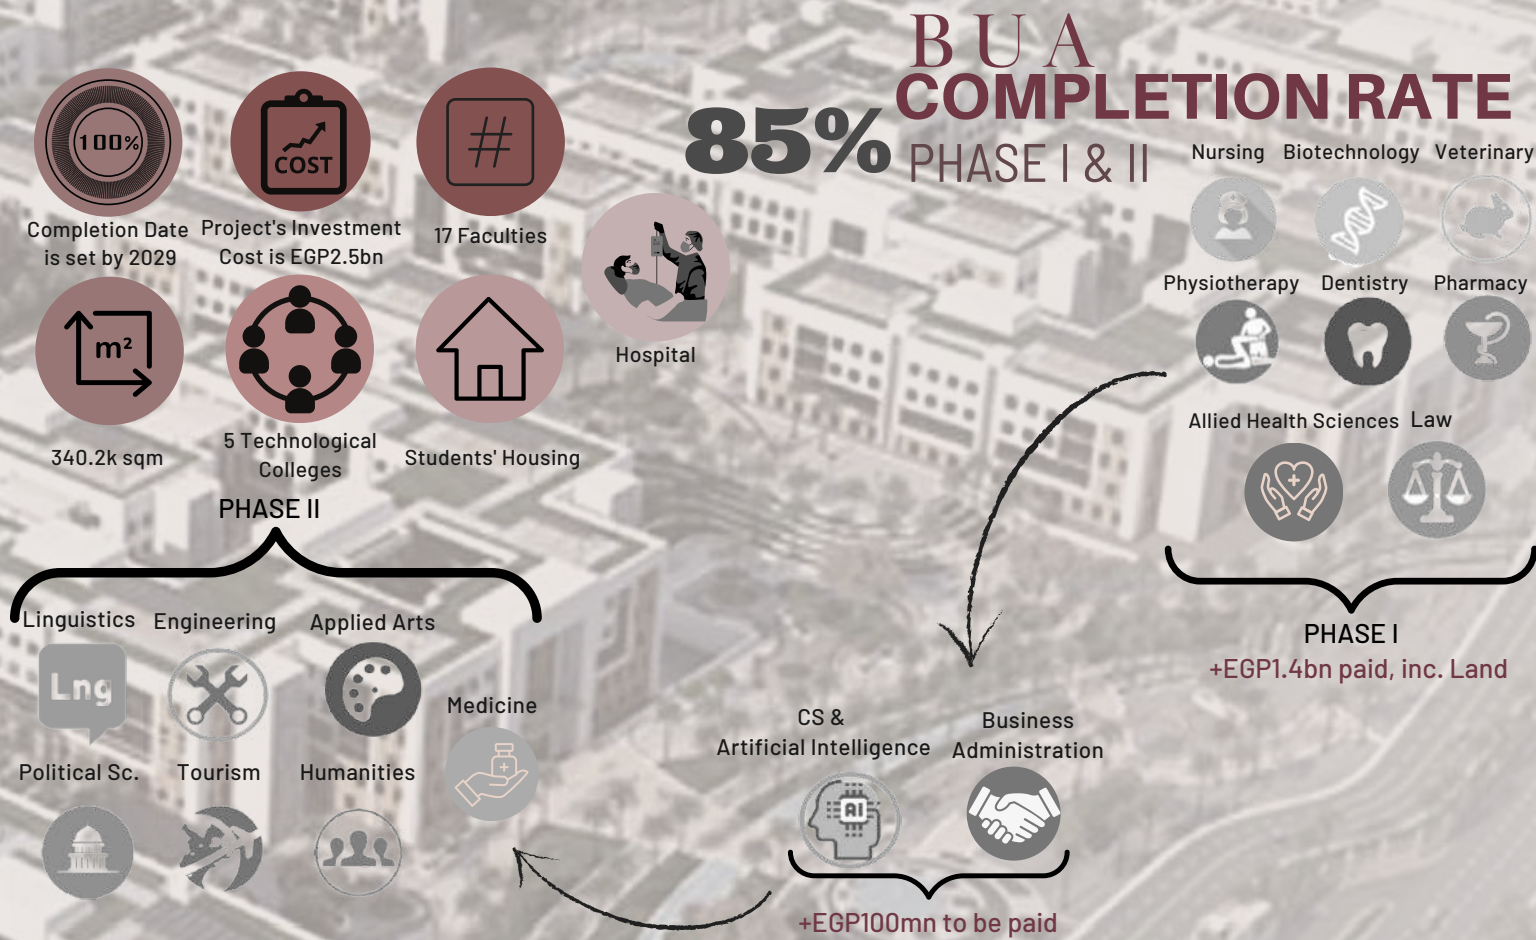 BUA
COMPLETION RATE
85%
PHASE I & II
100%
Completion Date
is set by 2029
COST
Project's Investment
Cost is EGP2.5bn
#
17 Faculties
m²
340.2k sqm
5 Technological
Colleges
Students' Housing
Hospital
Nursing
Biotechnology
Veterinary
Physiotherapy
Dentistry
Pharmacy
Allied Health Sciences
Law
PHASE I
+EGP1.4bn paid, inc. Land
CS &
Artificial Intelligence
AI
Business
Administration
+EGP100mn to be paid
PHASE II
Linguistics
Lng
Engineering
Applied Arts
Medicine
Political Sc.
Tourism
Humanities